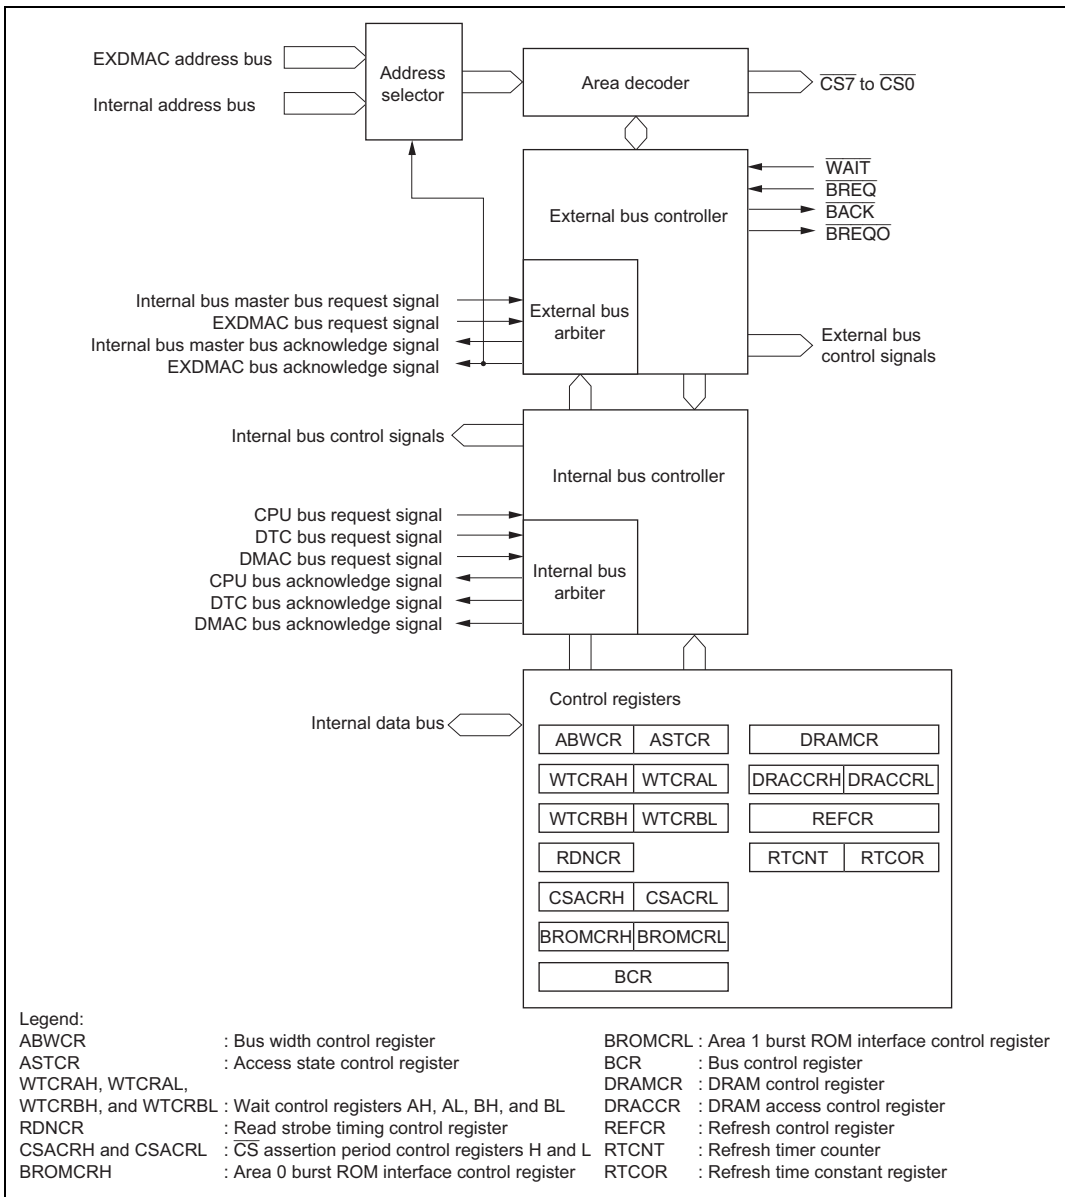 EXDMAC address bus
Internal address bus
Address
selector
Area decoder
CS7 to CS0
External bus controller
WAIT
BREQ
BACK
BREQO
Internal bus master bus request signal
EXDMAC bus request signal
Internal bus master bus acknowledge signal
EXDMAC bus acknowledge signal
External bus
arbiter
External bus
control signals
Internal bus control signals
Internal bus controller
CPU bus request signal
DTC bus request signal
DMAC bus request signal
CPU bus acknowledge signal
DTC bus acknowledge signal
DMAC bus acknowledge signal
Internal bus
arbiter
Internal data bus
Control registers
ABWCR ASTCR DRAMCR
WTCRAH WTCRAL DRACCRH DRACCRL
WTCRBH WTCRBL REFCR
RDNCR RTCNT RTCOR
CSACRH CSACRL
BROMCRH BROMCRL
BCR
Legend:
ABWCR : Bus width control register
ASTCR : Access state control register
WTCRAH, WTCRAL,
WTCRBH, and WTCRBL : Wait control registers AH, AL, BH, and BL
RDNCR : Read strobe timing control register
CSACRH and CSACRL : CS assertion period control registers H and L
BROMCRH : Area 0 burst ROM interface control register
BROMCRL : Area 1 burst ROM interface control register
BCR : Bus control register
DRAMCR : DRAM control register
DRACCR : DRAM access control register
REFCR : Refresh control register
RTCNT : Refresh timer counter
RTCOR : Refresh time constant register